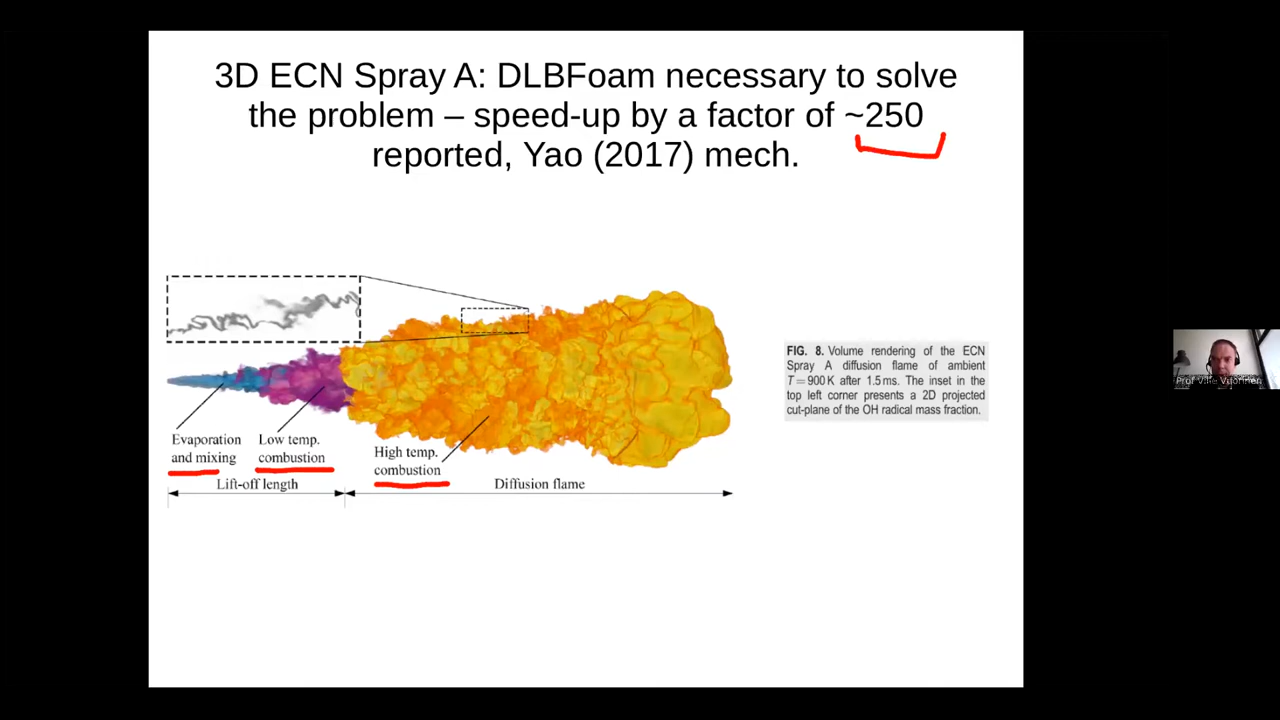 3D ECN Spray A: DLBFoam necessary to solve
the problem – speed-up by a factor of ~250
reported, Yao (2017) mech.
FIG. 8. Volume rendering of the ECN
Spray A diffusion flame of ambient
T = 900 K after 1.5 ms. The inset in the
top left corner presents a 2D projected
cut-plane of the OH radical mass fraction.
Evaporation
and mixing
Low temp.
combustion
High temp.
combustion
Lift-off length
Diffusion flame
Prof Ville Vuorinen